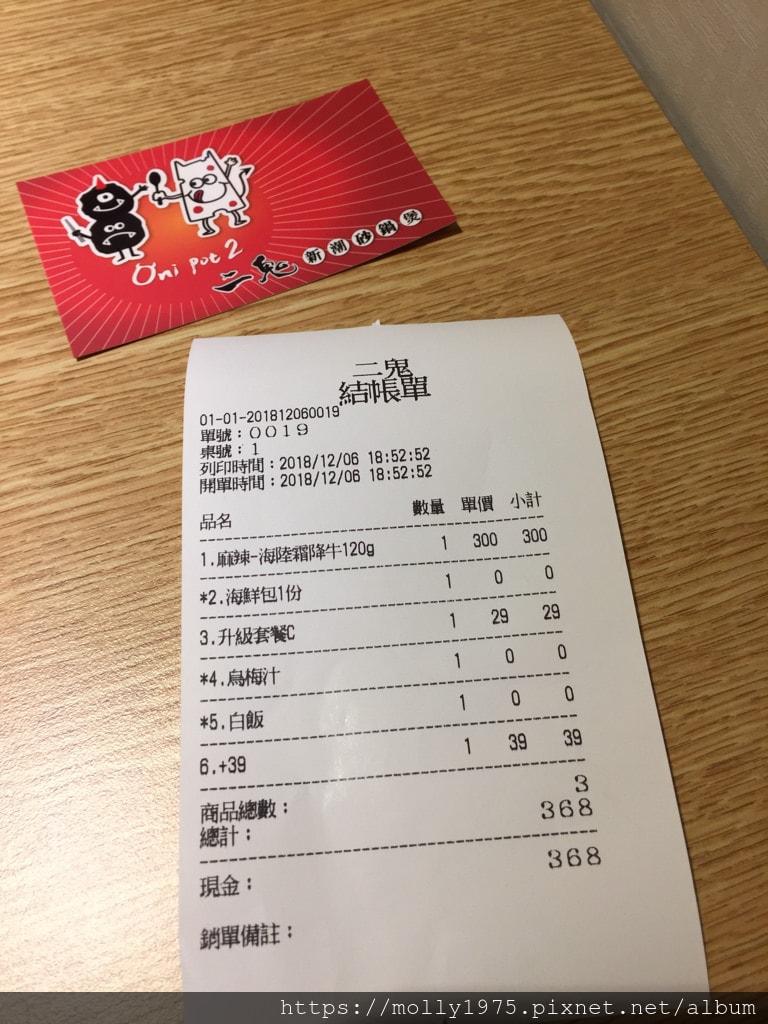 Oni pot 2
二鬼 新潮砂鍋煲
二鬼
結帳單
01-01-201812060019
單號：0019
桌號：1
列印時間：2018/12/06 18:52:52
開單時間：2018/12/06 18:52:52
品名 數量 單價 小計
1.麻辣-海陸霜降牛120g 1 300 300
*2.海鮮包1份 1 0 0
3.升級套餐C 1 29 29
*4.烏梅汁 1 0 0
*5.白飯 1 0 0
6.+39 1 39 39
商品總數： 3
總計： 368
現金： 368
銷單備註：
https://molly1975.pixnet.net/album